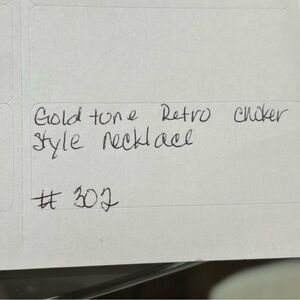 Gold tone Retro choker
Style necklace
# 302